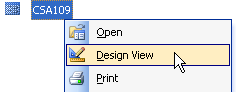 CSA109
Open
Design View
Print